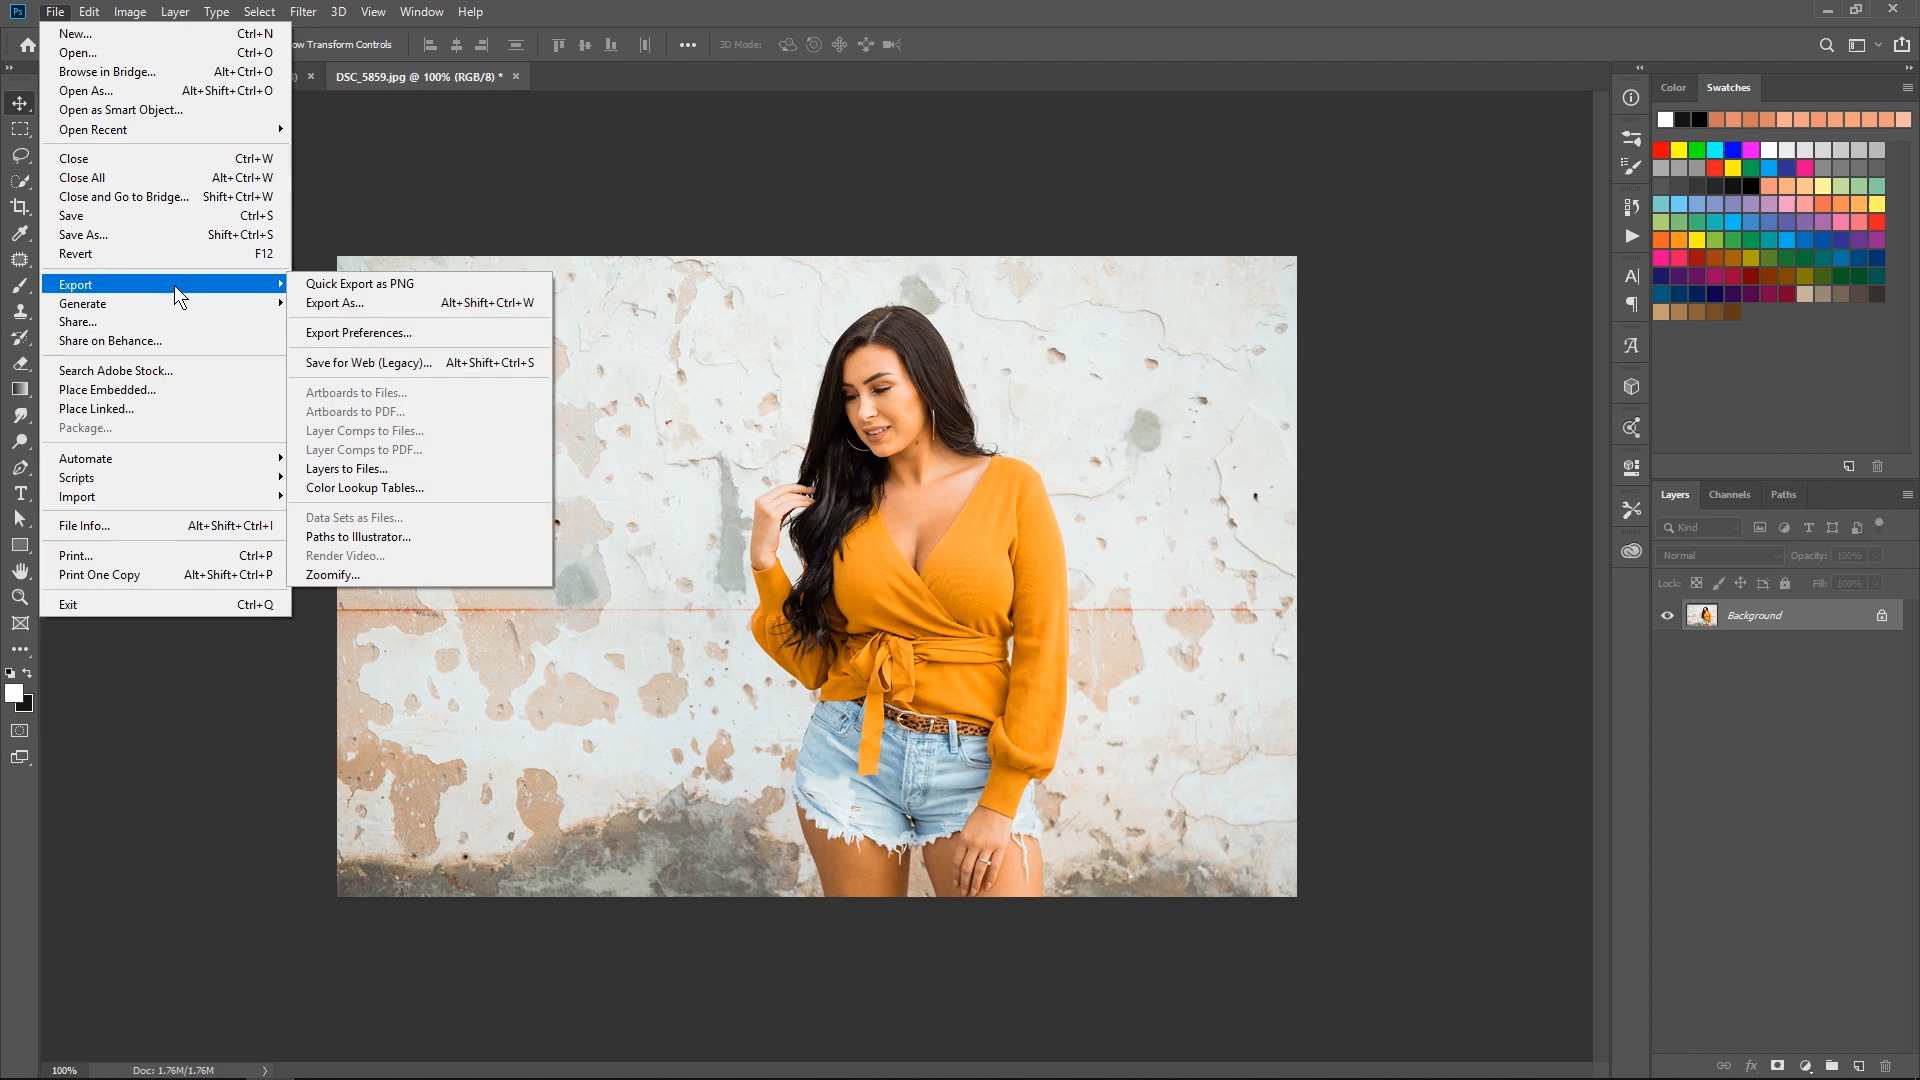 Ps File Edit Image Layer Type Select Filter 3D View Window Help
ow Transform Controls 3D Mode:
) × DSC_5859.jpg @ 100% (RGB/8) * ×
New... Ctrl+N
Open... Ctrl+O
Browse in Bridge... Alt+Ctrl+O
Open As... Alt+Shift+Ctrl+O
Open as Smart Object...
Open Recent
Close Ctrl+W
Close All Alt+Ctrl+W
Close and Go to Bridge... Shift+Ctrl+W
Save Ctrl+S
Save As... Shift+Ctrl+S
Revert F12
Export
Generate
Share...
Share on Behance...
Search Adobe Stock...
Place Embedded...
Place Linked...
Package...
Automate
Scripts
Import
File Info... Alt+Shift+Ctrl+I
Print... Ctrl+P
Print One Copy Alt+Shift+Ctrl+P
Exit Ctrl+Q
Quick Export as PNG
Export As... Alt+Shift+Ctrl+W
Export Preferences...
Save for Web (Legacy)... Alt+Shift+Ctrl+S
Artboards to Files...
Artboards to PDF...
Layer Comps to Files...
Layer Comps to PDF...
Layers to Files...
Color Lookup Tables...
Data Sets as Files...
Paths to Illustrator...
Render Video...
Zoomify...
Color Swatches
Layers Channels Paths
Kind
Normal Opacity: 100%
Lock: Fill: 100%
Background
fx
100% Doc: 1.76M/1.76M